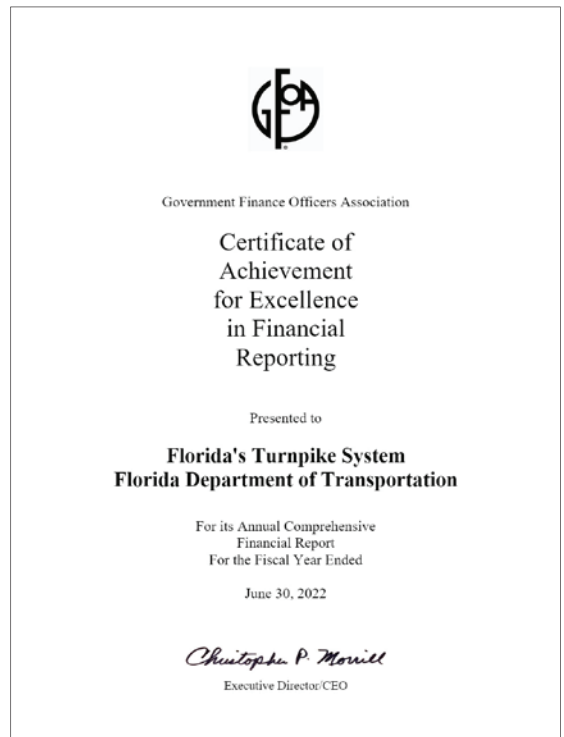 GFOA
Government Finance Officers Association
Certificate of
Achievement
for Excellence
in Financial
Reporting
Presented to
Florida's Turnpike System
Florida Department of Transportation
For its Annual Comprehensive
Financial Report
For the Fiscal Year Ended
June 30, 2022
Christopher P. Morrill
Executive Director/CEO